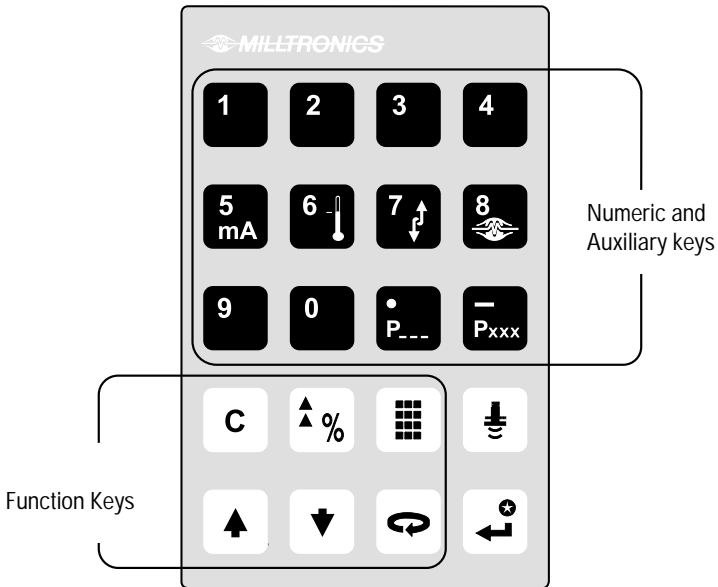 MILLTRONICS
1 2 3 4
5 6 7 8
mA
Numeric and
Auxiliary keys
9 0 • –
P___ Pxxx
C % 
Function Keys